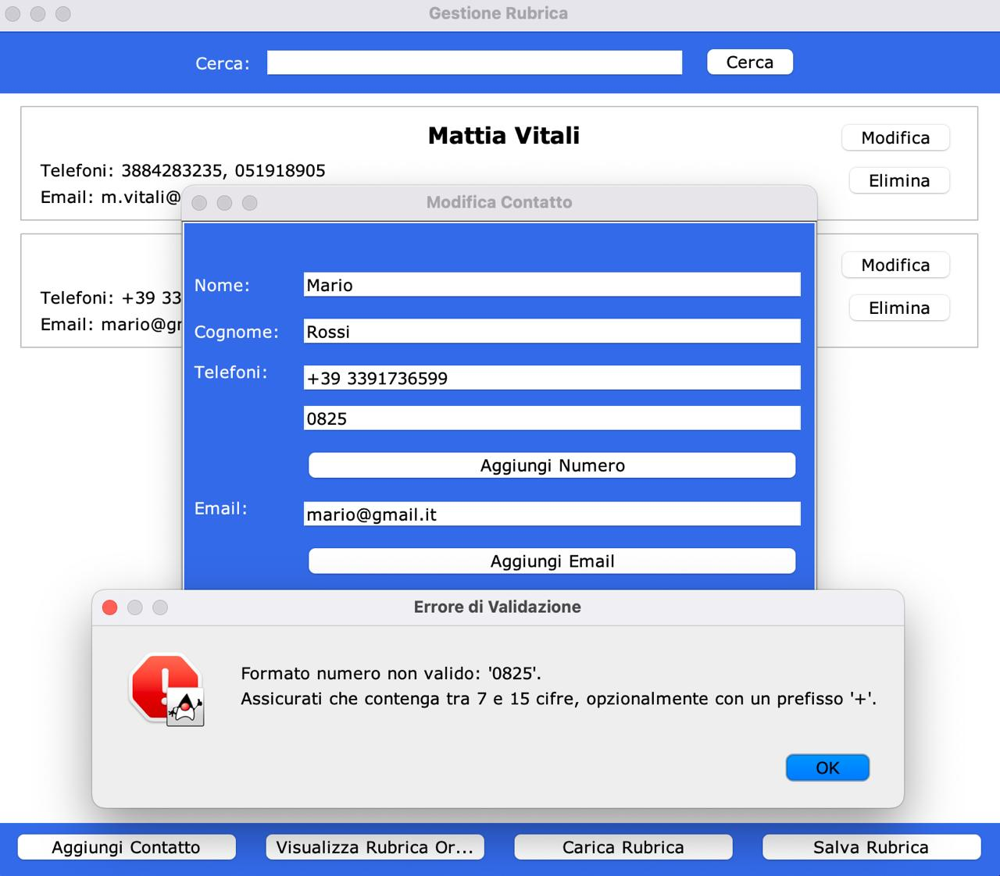 Gestione Rubrica
Cerca:
Cerca
Mattia Vitali
Modifica
Telefoni: 3884283235, 051918905
Elimina
Email: m.vitali@
Modifica Contatto
Modifica
Telefoni: +39 33
Elimina
Email: mario@gr
Nome: Mario
Cognome: Rossi
Telefoni: +39 3391736599
0825
Aggiungi Numero
Email: mario@gmail.it
Aggiungi Email
Errore di Validazione
Formato numero non valido: '0825'.
Assicurati che contenga tra 7 e 15 cifre, opzionalmente con un prefisso '+'.
OK
Aggiungi Contatto
Visualizza Rubrica Or...
Carica Rubrica
Salva Rubrica